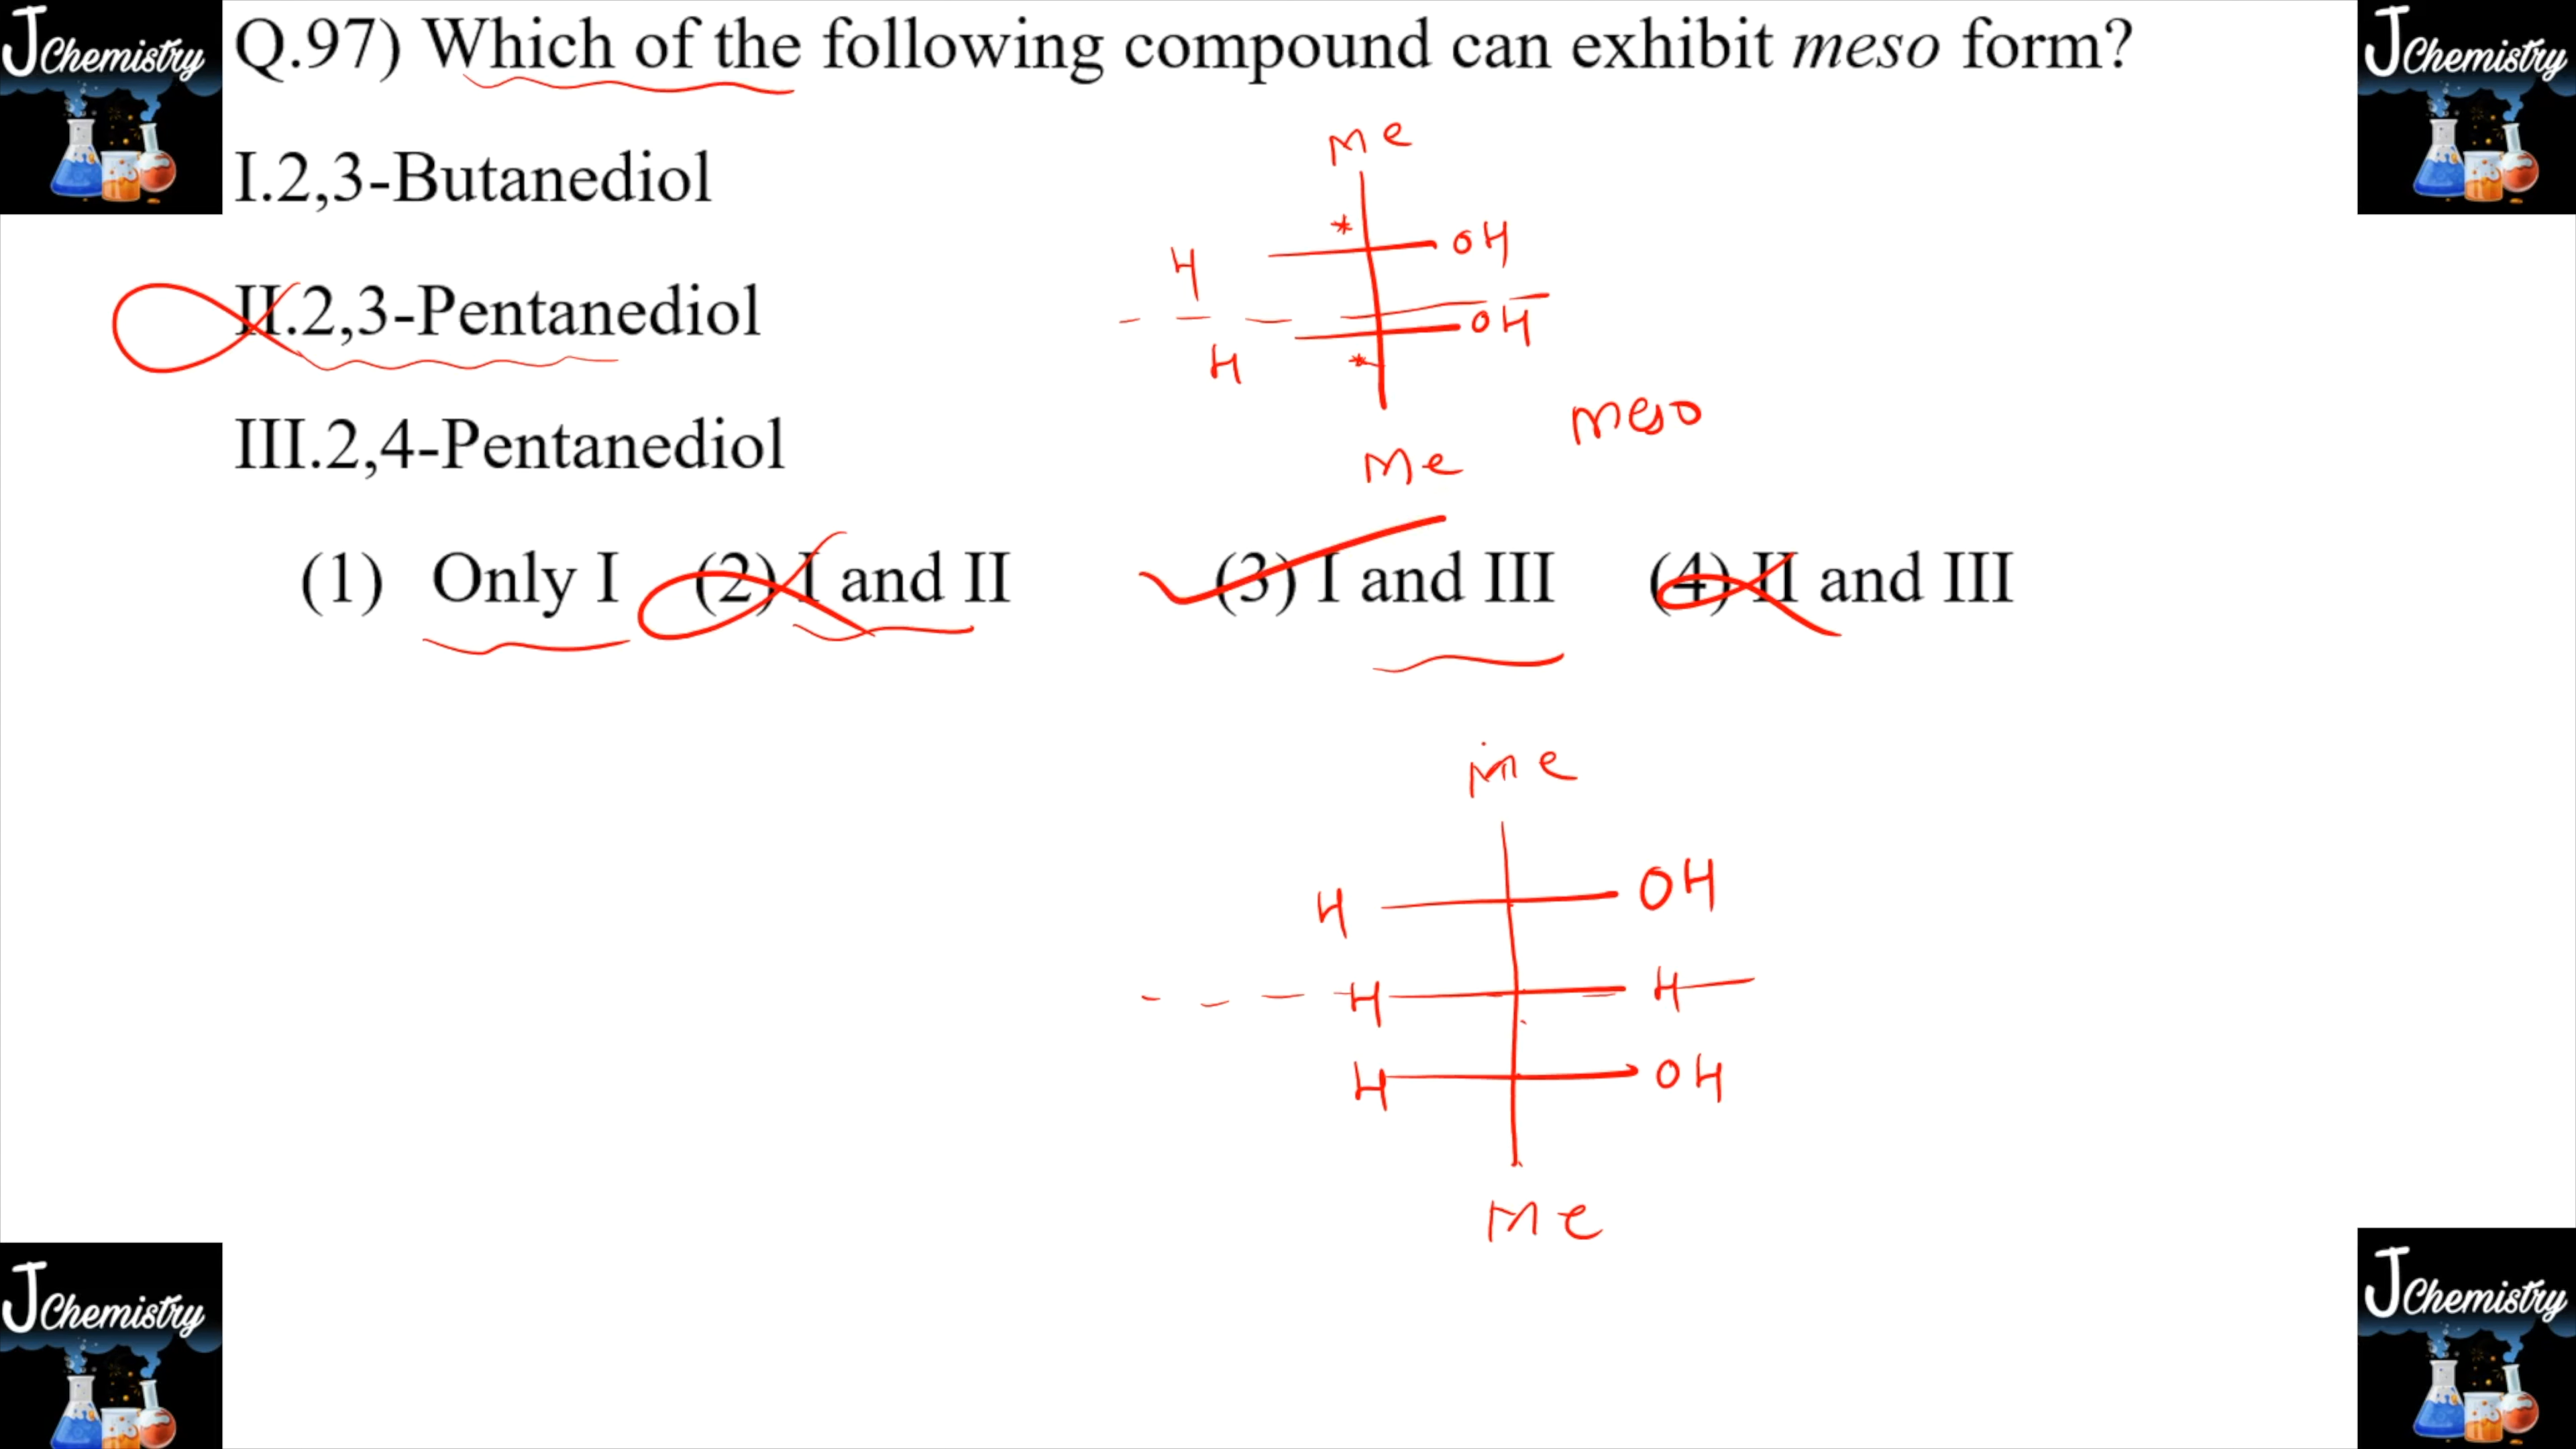 JChemistry
Q.97) Which of the following compound can exhibit meso form?
JChemistry
I.2,3-Butanediol
II.2,3-Pentanediol
III.2,4-Pentanediol
Me
* OH
H
OH
H *
meso
Me
(1) Only I (2) I and II (3) I and III (4) II and III
Me
H OH
H H
H OH
Me
JChemistry
JChemistry